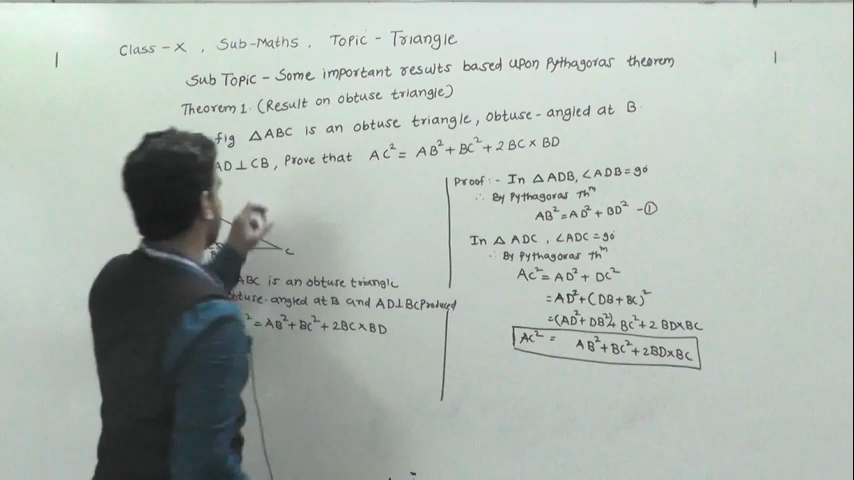 Class-X, Sub-Maths, Topic-Triangle
Sub Topic - Some important results based upon Pythagoras theorem
Theorem 1. (Result on obtuse triangle)
fig △ABC is an obtuse triangle, obtuse-angled at B.
AD⊥CB, Prove that AC²= AB²+BC²+2BC×BD
C
ABC is an obtuse triangle
obtuse-angled at B and AD⊥BC Produced
²=AB²+BC²+2BC×BD
Proof:- In △ADB, ∠ADB=90°
∴ By Pythagoras Thᵐ
AB²=AD²+BD² -①
In △ADC, ∠ADC=90°
∴ By Pythagoras Thᵐ
AC²=AD²+DC²
=AD²+(DB+BC)²
=(AD²+DB²)+BC²+2BD×BC
AC²= AB²+BC²+2BD×BC